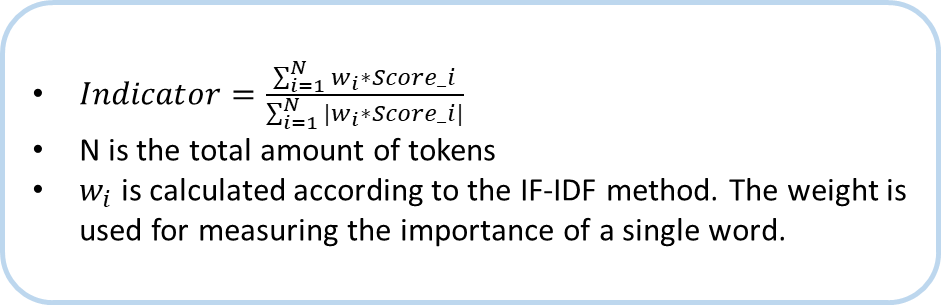 • Indicator = \frac{\sum_{i=1}^{N} w_i*Score\_i}{\sum_{i=1}^{N} |w_i*Score\_i|}
• N is the total amount of tokens
• w_i is calculated according to the IF-IDF method. The weight is
used for measuring the importance of a single word.